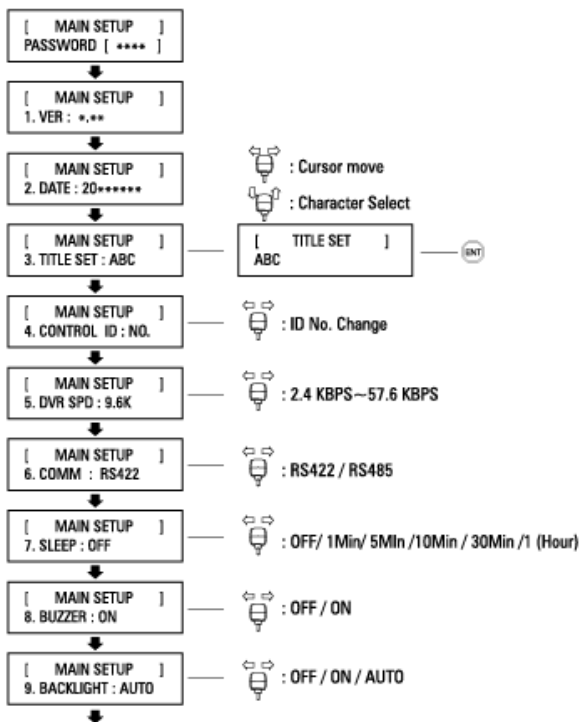 [ MAIN SETUP ]
PASSWORD [ **** ]
[ MAIN SETUP ]
1. VER : *.**
[ MAIN SETUP ]
2. DATE : 20******
: Cursor move
: Character Select
[ MAIN SETUP ]
3. TITLE SET : ABC
[ TITLE SET ]
ABC
ENT
[ MAIN SETUP ]
4. CONTROL ID : NO.
: ID No. Change
[ MAIN SETUP ]
5. DVR SPD : 9.6K
: 2.4 KBPS~57.6 KBPS
[ MAIN SETUP ]
6. COMM : RS422
: RS422 / RS485
[ MAIN SETUP ]
7. SLEEP : OFF
: OFF/ 1Min/ 5MIn /10Min / 30Min /1 (Hour)
[ MAIN SETUP ]
8. BUZZER : ON
: OFF / ON
[ MAIN SETUP ]
9. BACKLIGHT : AUTO
: OFF / ON / AUTO